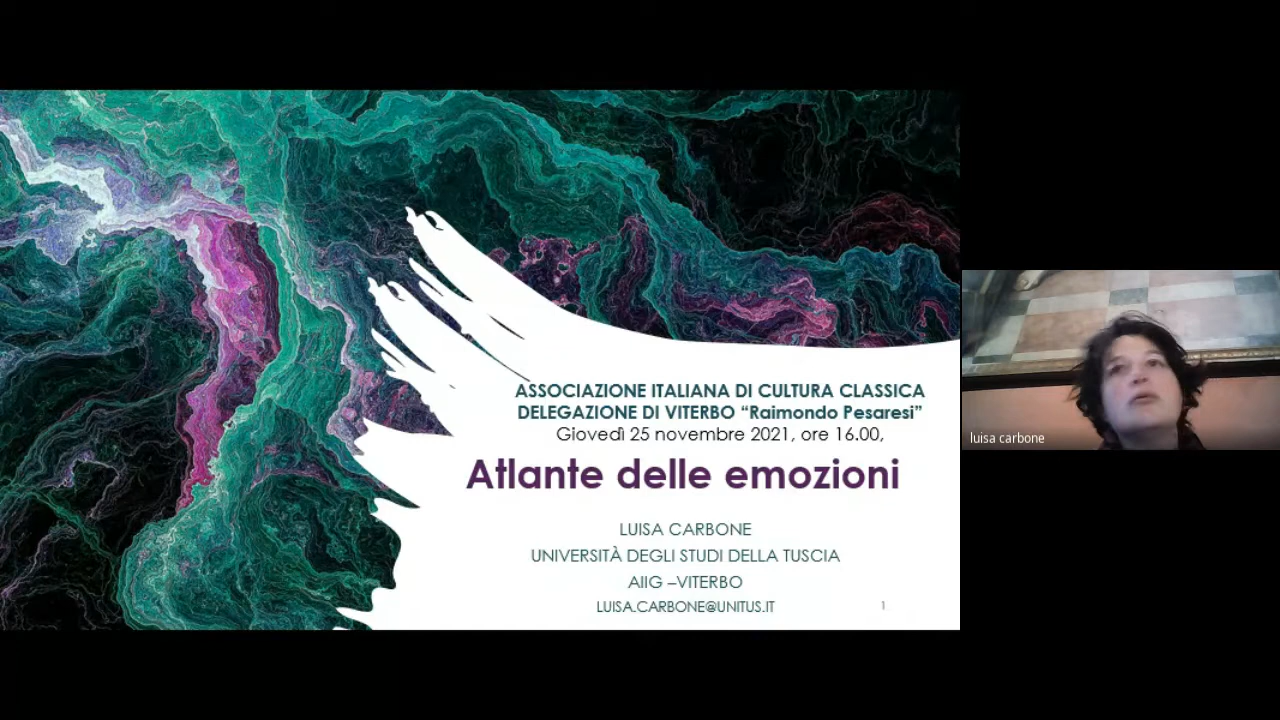 ASSOCIAZIONE ITALIANA DI CULTURA CLASSICA
DELEGAZIONE DI VITERBO “Raimondo Pesaresi”
Giovedì 25 novembre 2021, ore 16.00,
Atlante delle emozioni
LUISA CARBONE
UNIVERSITÀ DEGLI STUDI DELLA TUSCIA
AIIG –VITERBO
LUISA.CARBONE@UNITUS.IT
1
luisa carbone